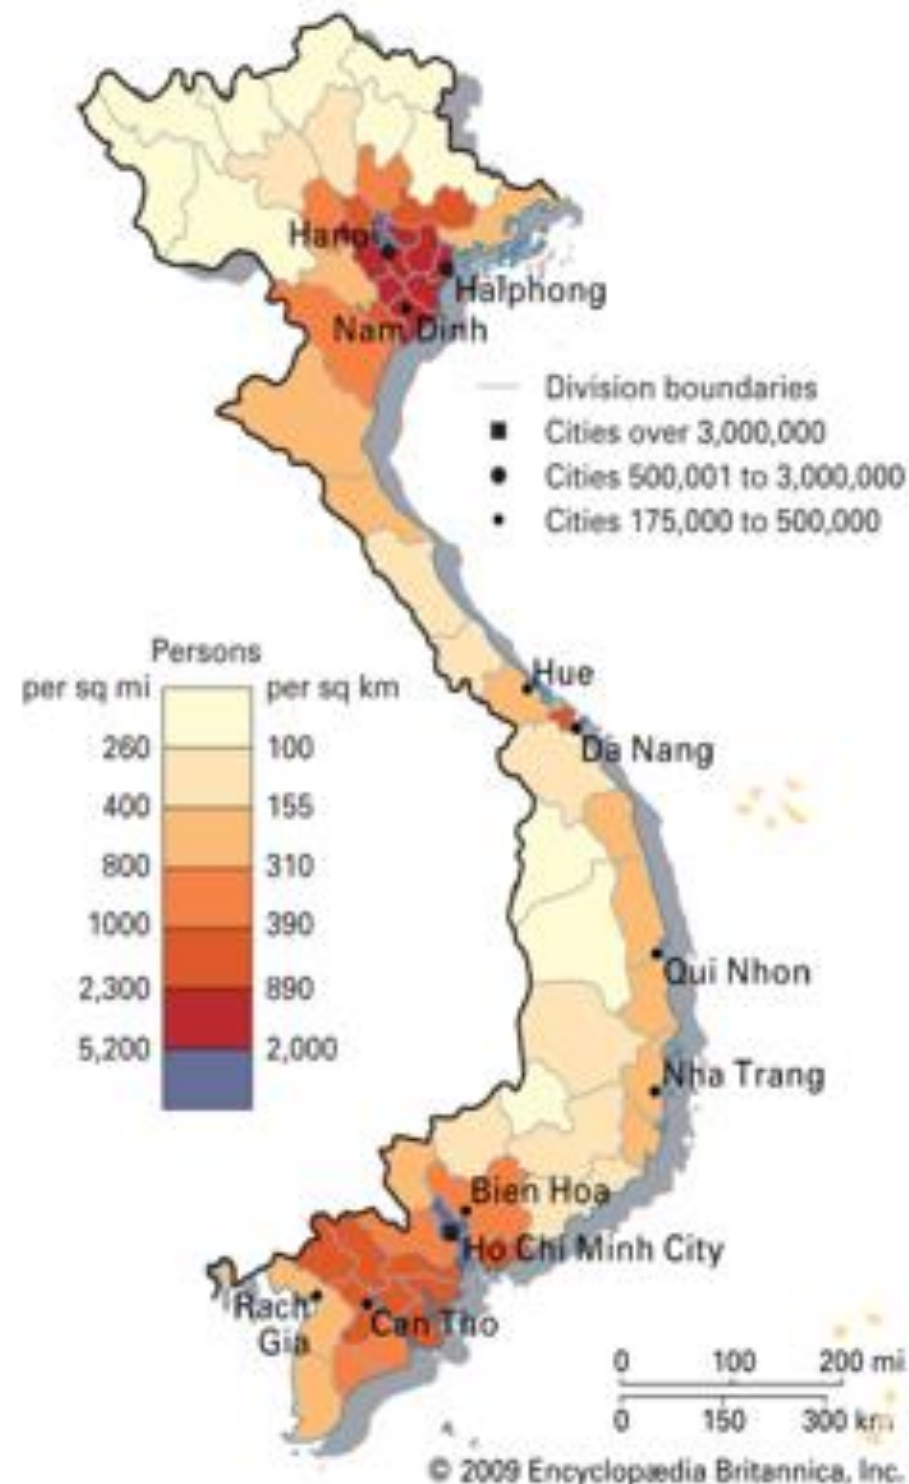 Hanoi
Haiphong
Nam Dinh
Division boundaries
Cities over 3,000,000
Cities 500,001 to 3,000,000
Cities 175,000 to 500,000
Persons
per sq mi per sq km
260 100
400 155
800 310
1000 390
2,300 890
5,200 2,000
Hue
Da Nang
Qui Nhon
Nha Trang
Bien Hoa
Ho Chi Minh City
Rach
Gia
Can Tho
0 100 200 mi
0 150 300 km
© 2009 Encyclopædia Britannica, Inc.